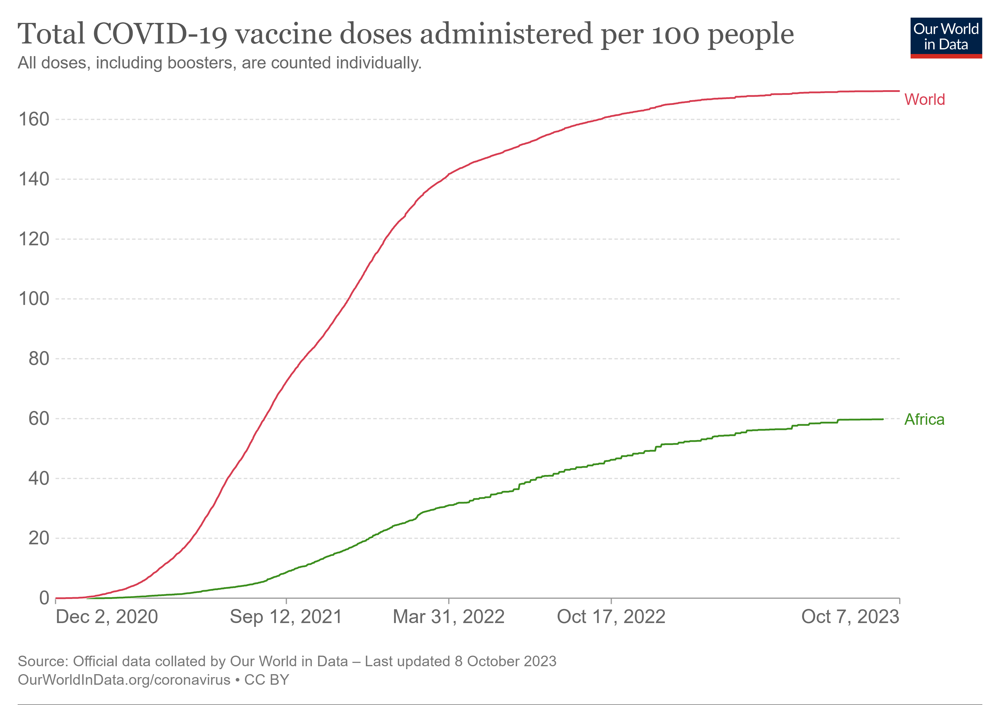 Total COVID-19 vaccine doses administered per 100 people
All doses, including boosters, are counted individually.
Our World
in Data
World
160
140
120
100
80
60
Africa
40
20
0
Dec 2, 2020
Sep 12, 2021
Mar 31, 2022
Oct 17, 2022
Oct 7, 2023
Source: Official data collated by Our World in Data – Last updated 8 October 2023
OurWorldInData.org/coronavirus • CC BY